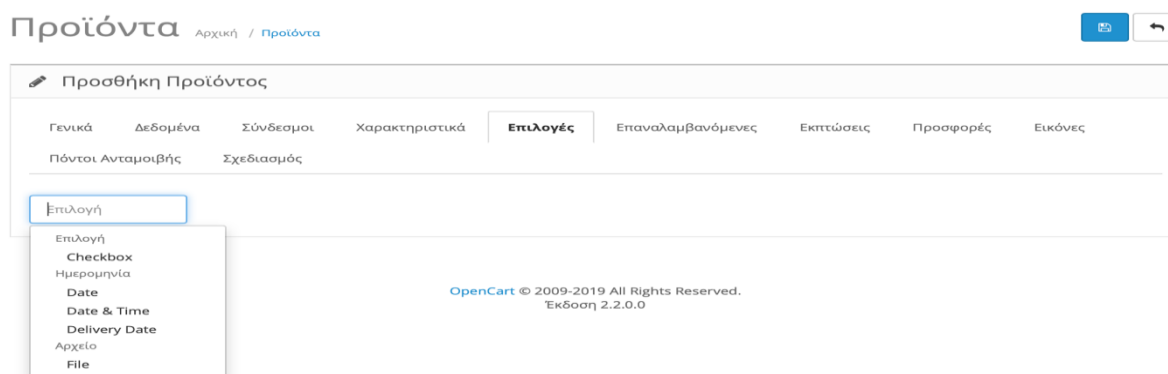 Προϊόντα Αρχική / Προϊόντα
Προσθήκη Προϊόντος
Γενικά Δεδομένα Σύνδεσμοι Χαρακτηριστικά Επιλογές Επαναλαμβανόμενες Εκπτώσεις Προσφορές Εικόνες
Πόντοι Ανταμοιβής Σχεδιασμός
Επιλογή
Επιλογή
Checkbox
Ημερομηνία
Date
Date & Time
Delivery Date
Αρχείο
File
OpenCart © 2009-2019 All Rights Reserved.
Έκδοση 2.2.0.0